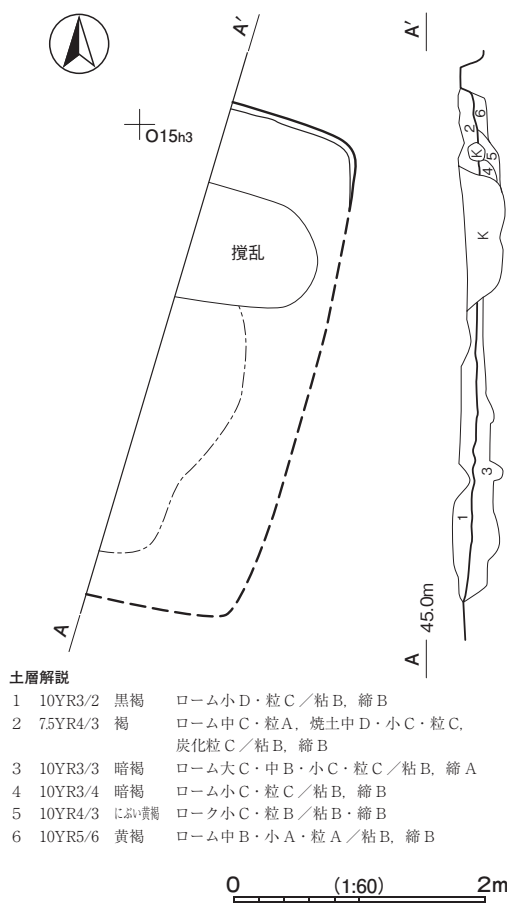 A′
A′
O15h3
2
6
K
5
4
撹乱
K
3
1
A
A 45.0m
土層解説
1 10YR3/2 黒褐 ローム小D・粒C／粘B，締B
2 7.5YR4/3 褐 ローム中C・粒A，焼土中D・小C・粒C，
炭化粒C／粘B，締B
3 10YR3/3 暗褐 ローム大C・中B・小C・粒C／粘B，締A
4 10YR3/4 暗褐 ローム小C・粒C／粘B，締B
5 10YR4/3 にぶい黄褐 ローク小C・粒B／粘B・締B
6 10YR5/6 黄褐 ローム中B・小A・粒A／粘B，締B
0 (1:60) 2m